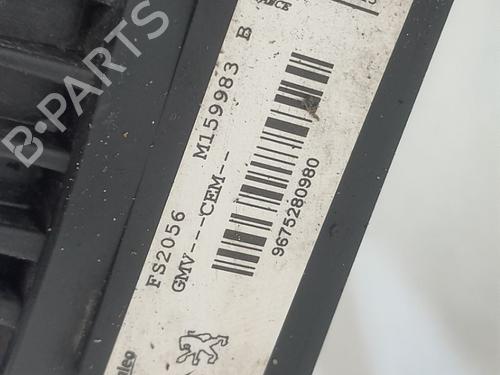 B-PARTS
FS2056 M159983 B
GMV---CEM--
9675280980